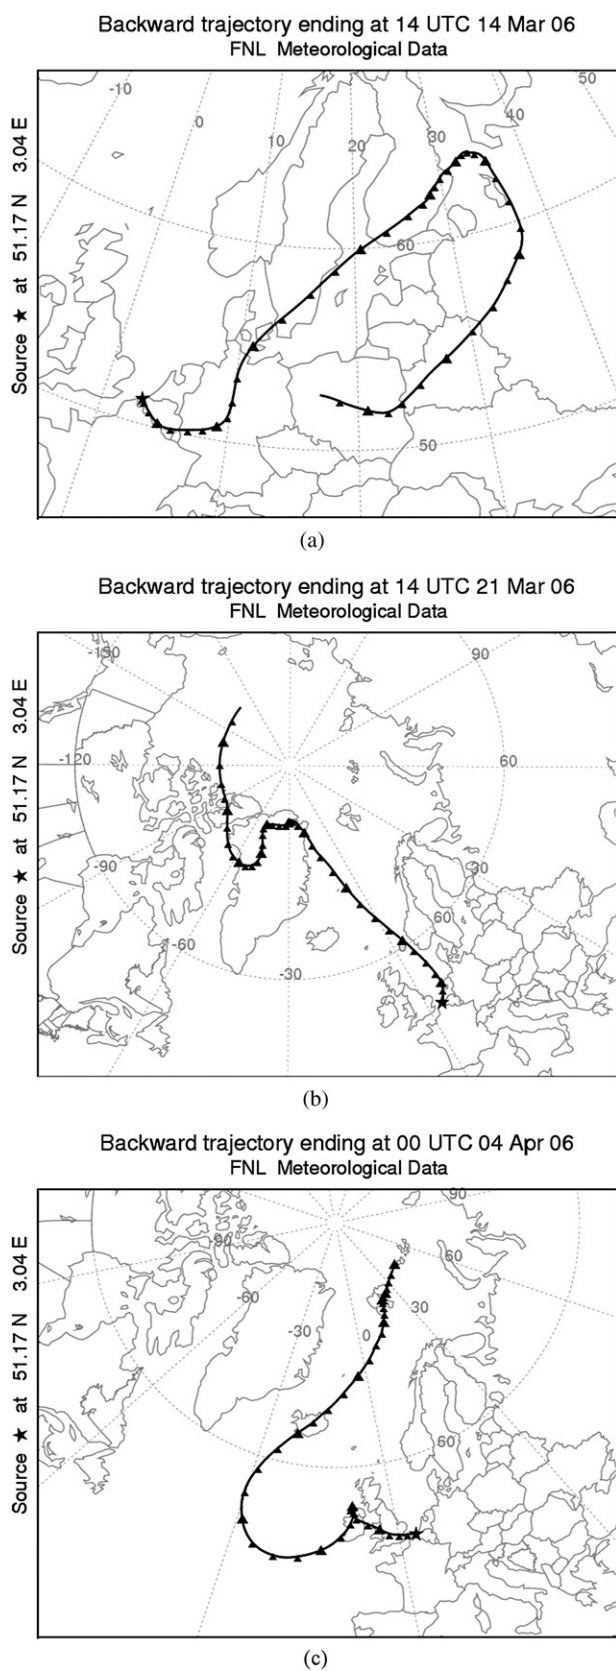 Backward trajectory ending at 14 UTC 14 Mar 06
FNL Meteorological Data
Source ★ at 51.17 N 3.04 E
-10
0
10
20
30
40
50
1
60
50
(a)
Backward trajectory ending at 14 UTC 21 Mar 06
FNL Meteorological Data
Source ★ at 51.17 N 3.04 E
-150
90
-120
60
-90
30
-60
60
0
-30
(b)
Backward trajectory ending at 00 UTC 04 Apr 06
FNL Meteorological Data
Source ★ at 51.17 N 3.04 E
90
-90
60
-60
30
-30
0
60
(c)